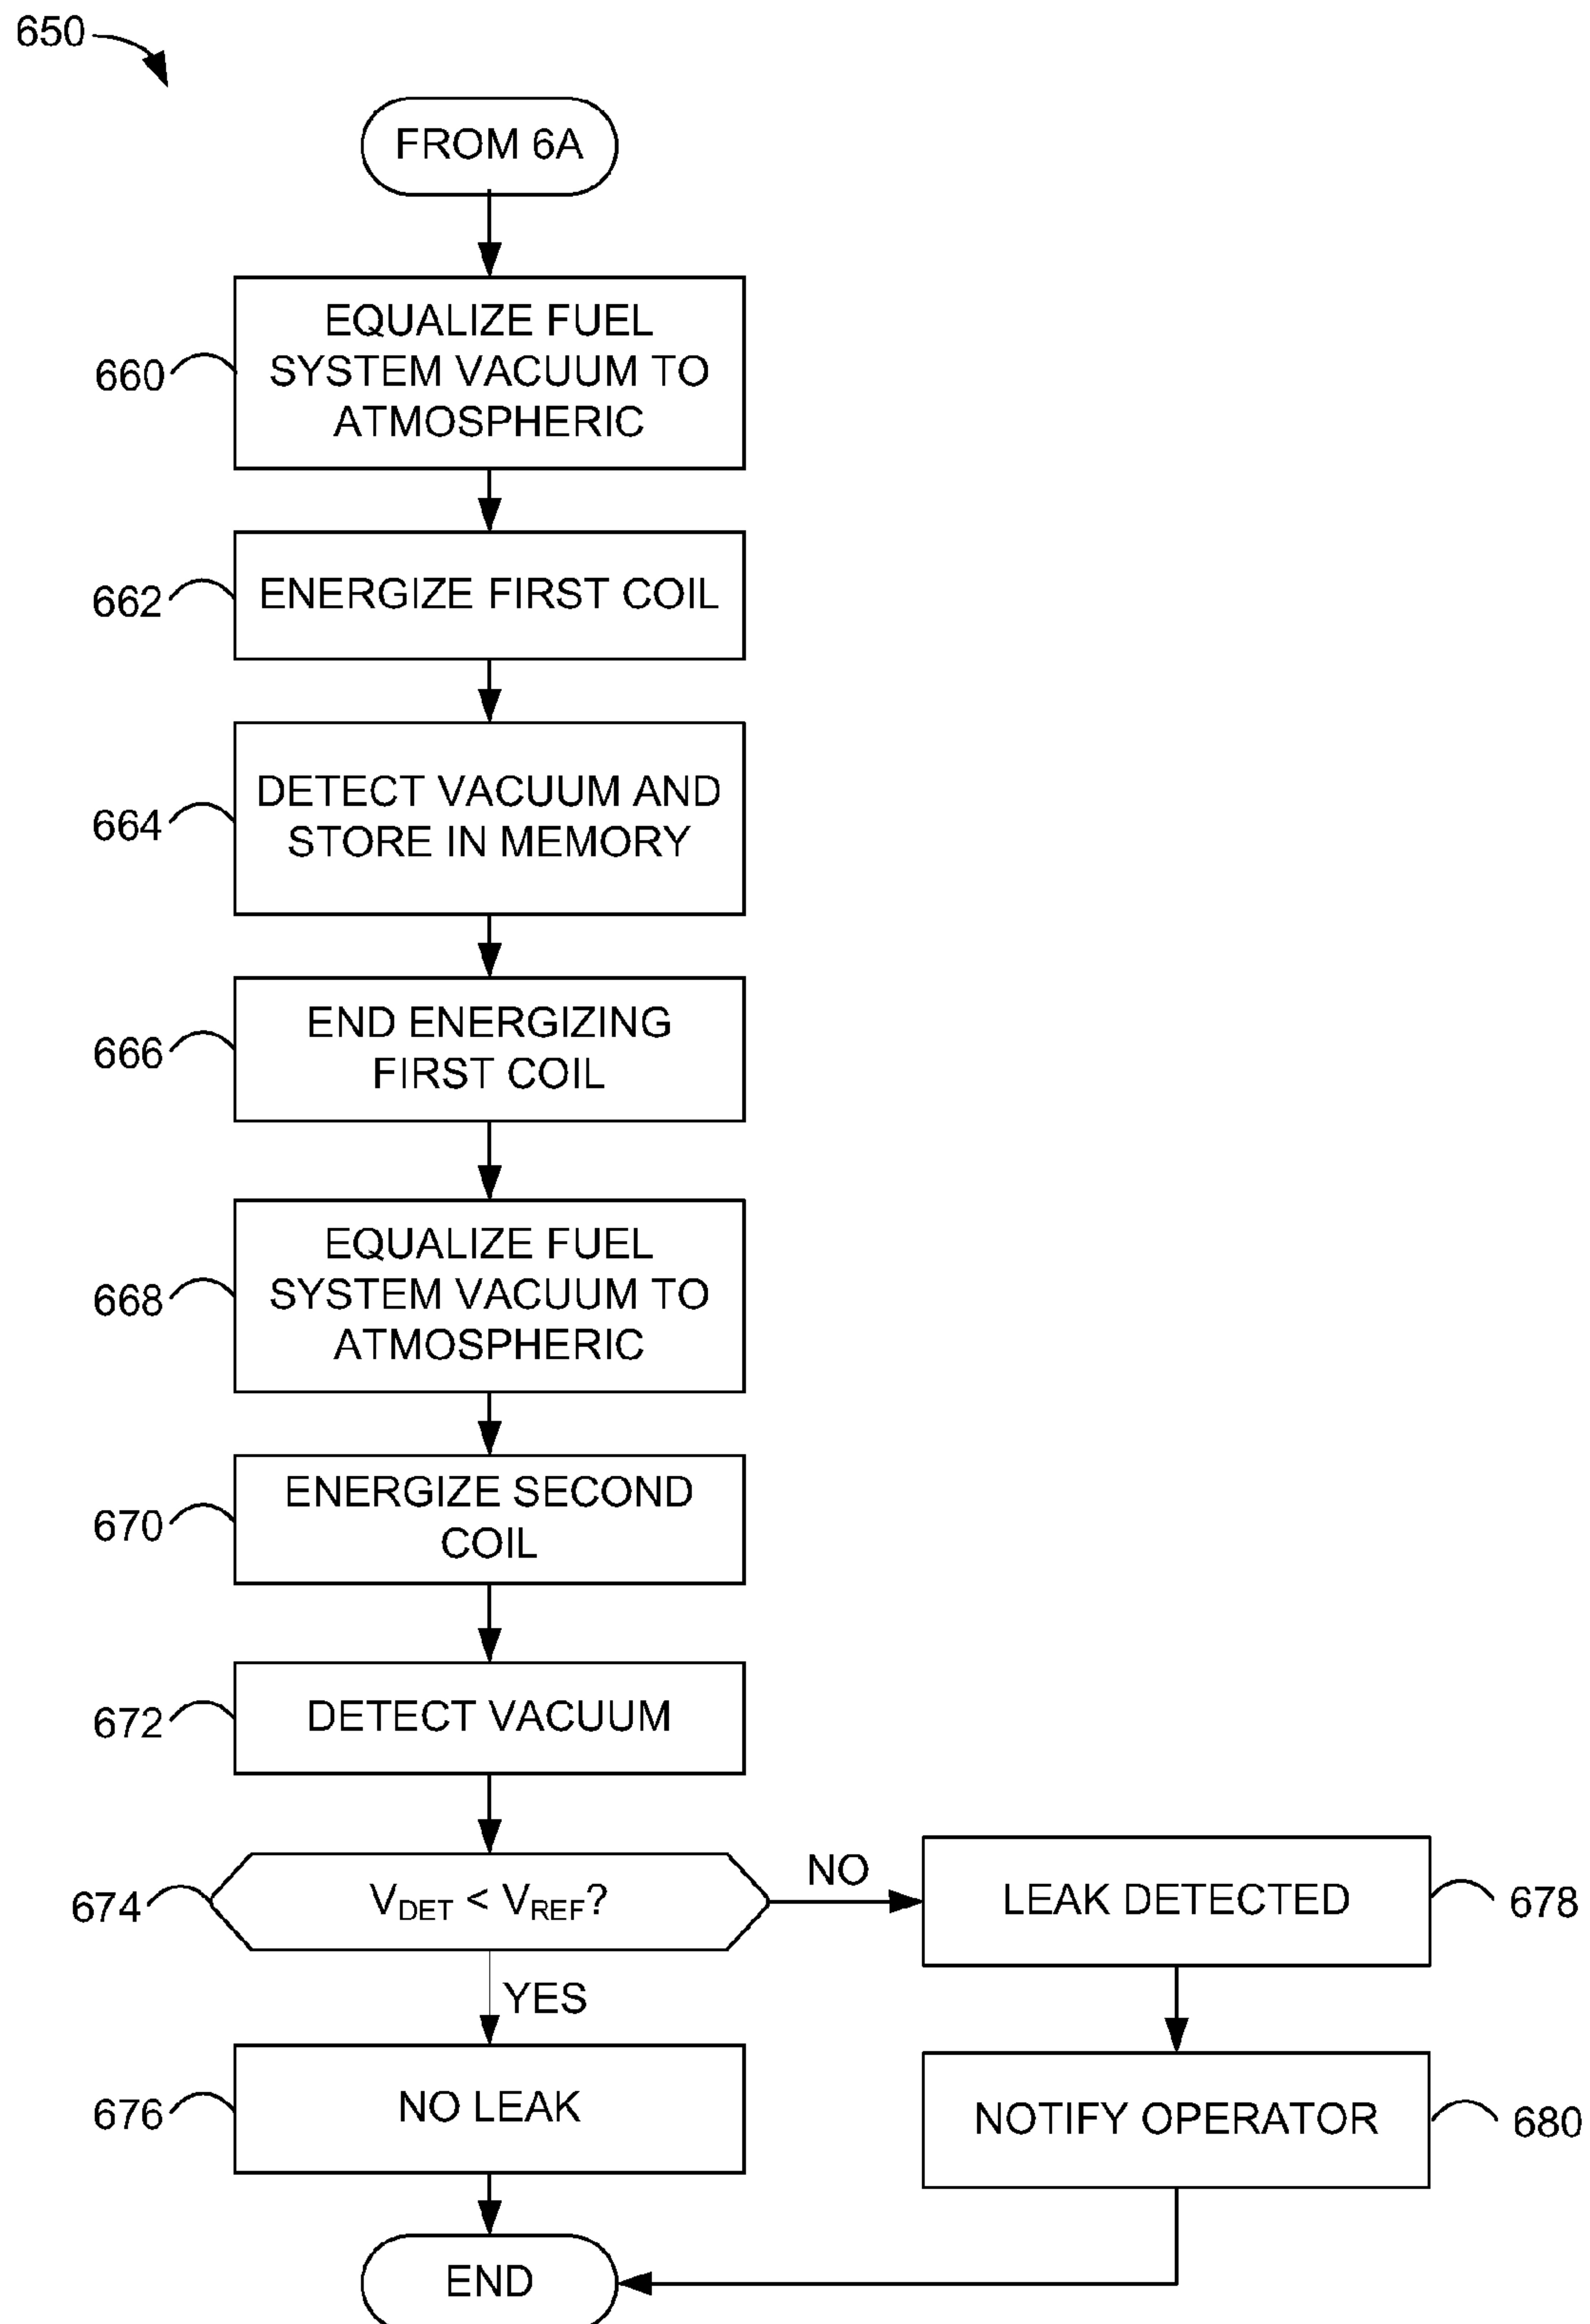 650
FROM 6A
660
EQUALIZE FUEL
SYSTEM VACUUM TO
ATMOSPHERIC
662
ENERGIZE FIRST COIL
664
DETECT VACUUM AND
STORE IN MEMORY
666
END ENERGIZING
FIRST COIL
668
EQUALIZE FUEL
SYSTEM VACUUM TO
ATMOSPHERIC
670
ENERGIZE SECOND
COIL
672
DETECT VACUUM
674
V_DET < V_REF?
NO
LEAK DETECTED
678
YES
676
NO LEAK
NOTIFY OPERATOR
680
END